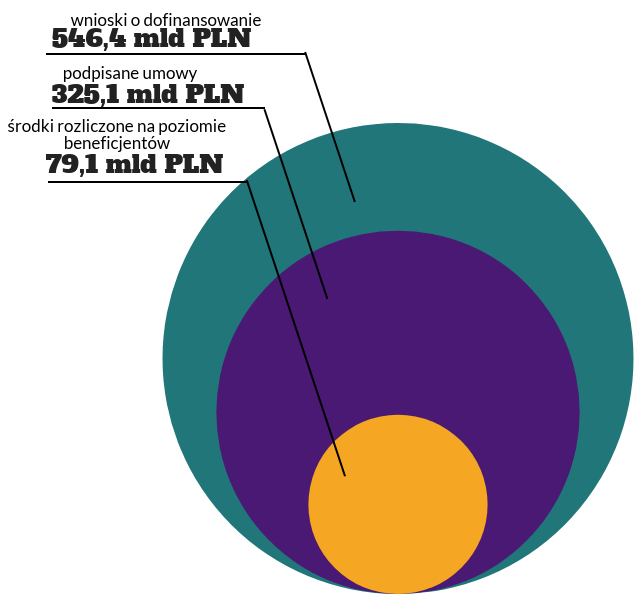 wnioski o dofinansowanie
546,4 mld PLN
podpisane umowy
325,1 mld PLN
środki rozliczone na poziomie
beneficjentów
79,1 mld PLN